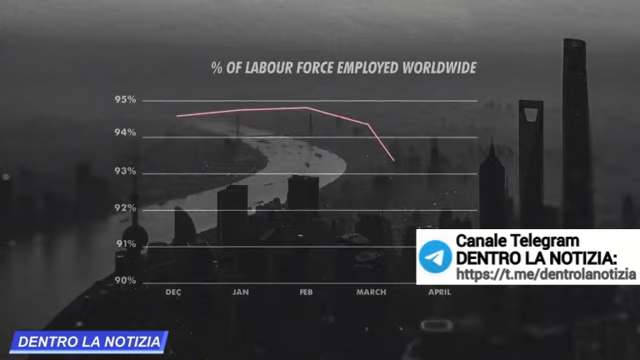 % OF LABOUR FORCE EMPLOYED WORLDWIDE
95%
94%
93%
92%
91%
90%
DEC JAN FEB MARCH APRIL
Canale Telegram
DENTRO LA NOTIZIA:
https://t.me/dentrolanotizia
DENTRO LA NOTIZIA